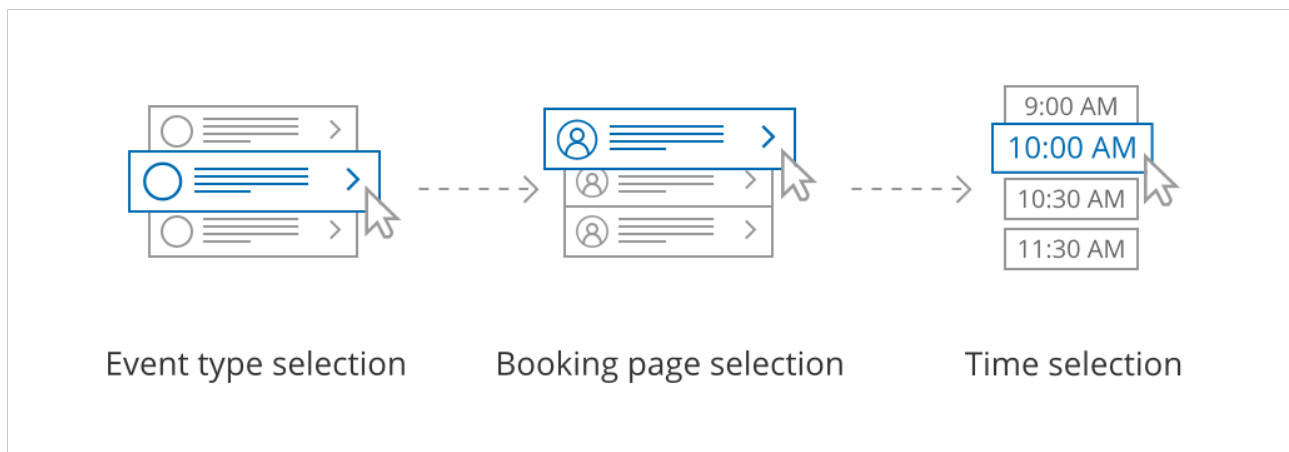 9:00 AM
10:00 AM
10:30 AM
11:30 AM
Event type selection
Booking page selection
Time selection